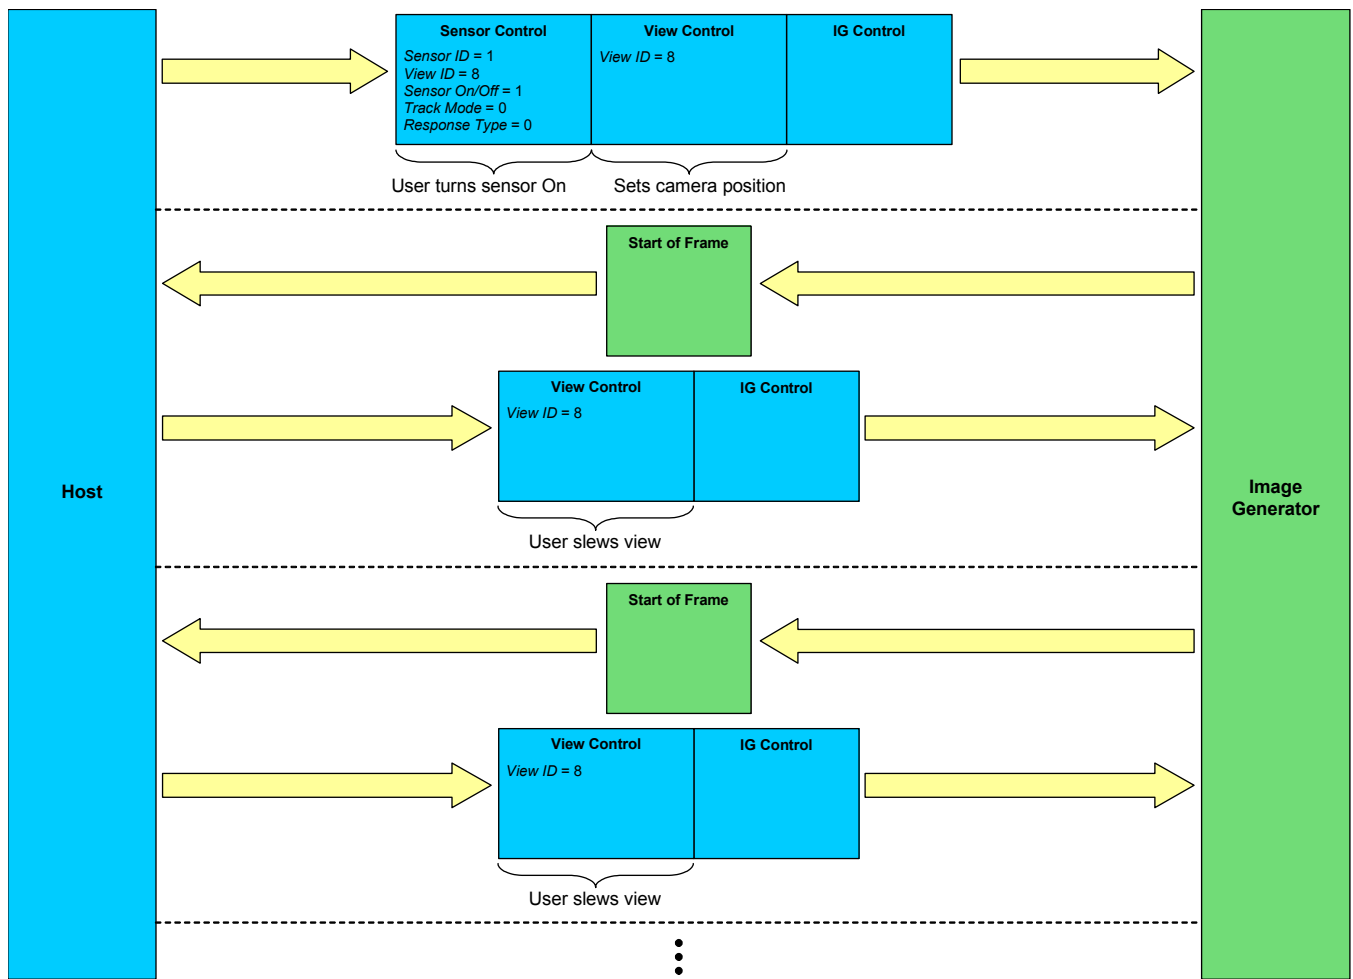 Sensor Control
Sensor ID = 1
View ID = 8
Sensor On/Off = 1
Track Mode = 0
Response Type = 0
View Control
View ID = 8
IG Control
User turns sensor On
Sets camera position
Start of Frame
View Control
View ID = 8
IG Control
User slews view
Host
Image
Generator
Start of Frame
View Control
View ID = 8
IG Control
User slews view